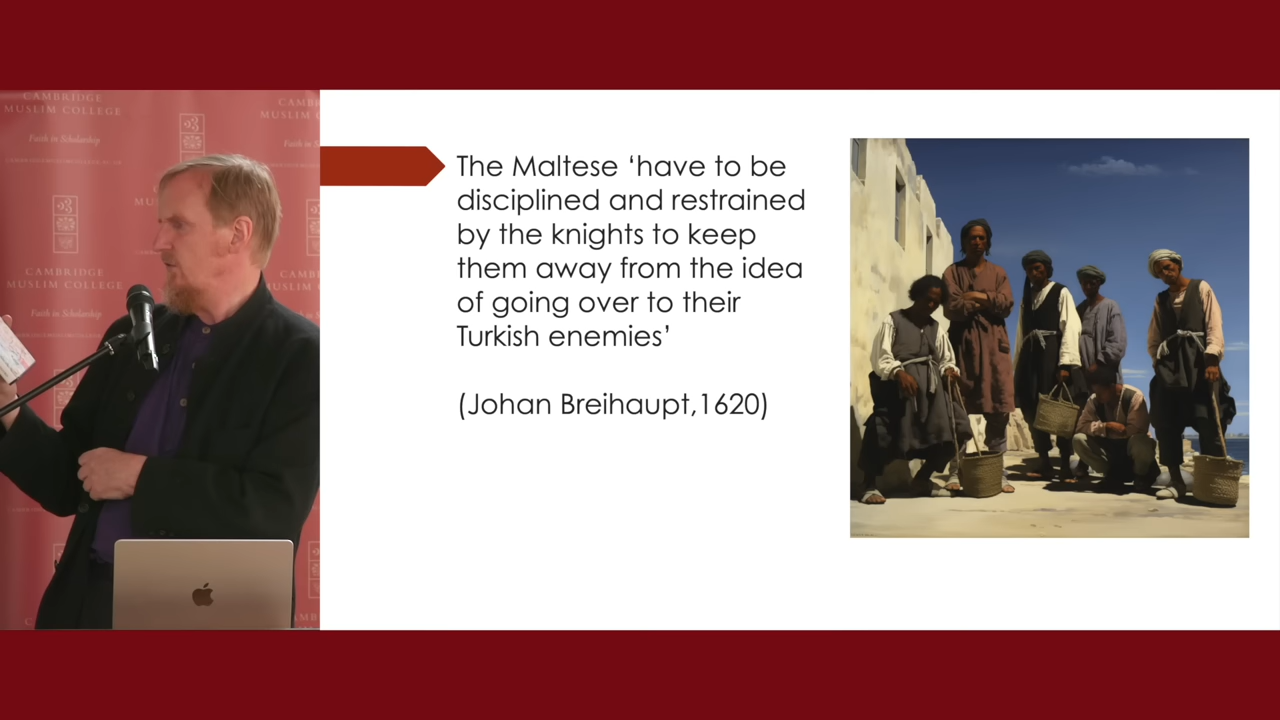 CAMBRIDGE
MUSLIM COLLEGE
Faith in Scholarship
CAMBRIDGE
MUSLIM COLLEGE
Faith in Scholarship
The Maltese ‘have to be
disciplined and restrained
by the knights to keep
them away from the idea
of going over to their
Turkish enemies’
(Johan Breihaupt,1620)